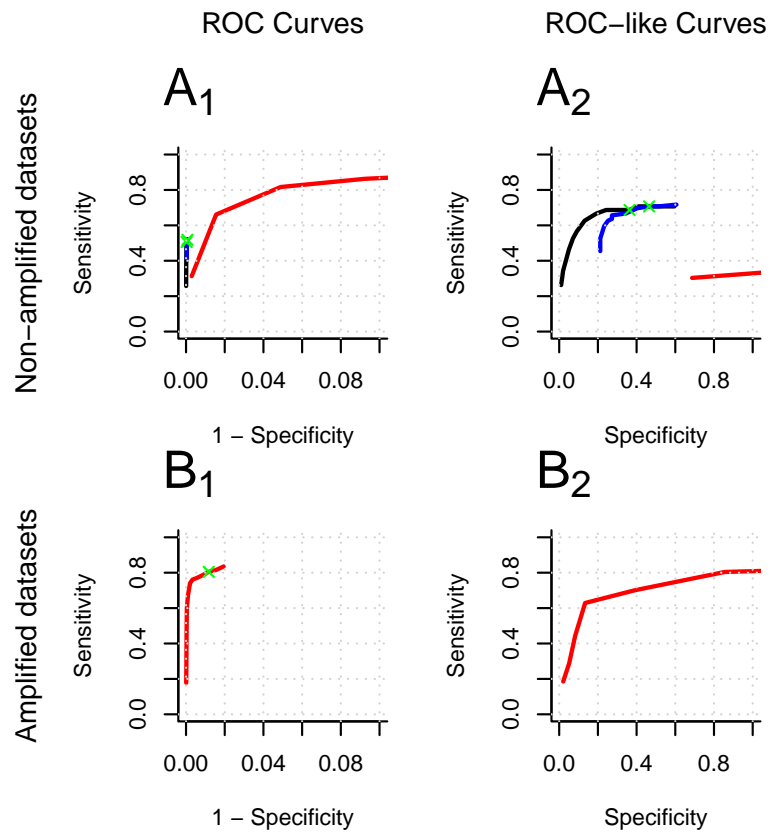 ROC Curves
ROC−like Curves
Non−amplified datasets
A1
Sensitivity
0.0 0.4 0.8
0.00 0.04 0.08
1 − Specificity
A2
Sensitivity
0.0 0.4 0.8
0.0 0.4 0.8
Specificity
Amplified datasets
B1
Sensitivity
0.0 0.4 0.8
0.00 0.04 0.08
1 − Specificity
B2
Sensitivity
0.0 0.4 0.8
0.0 0.4 0.8
Specificity